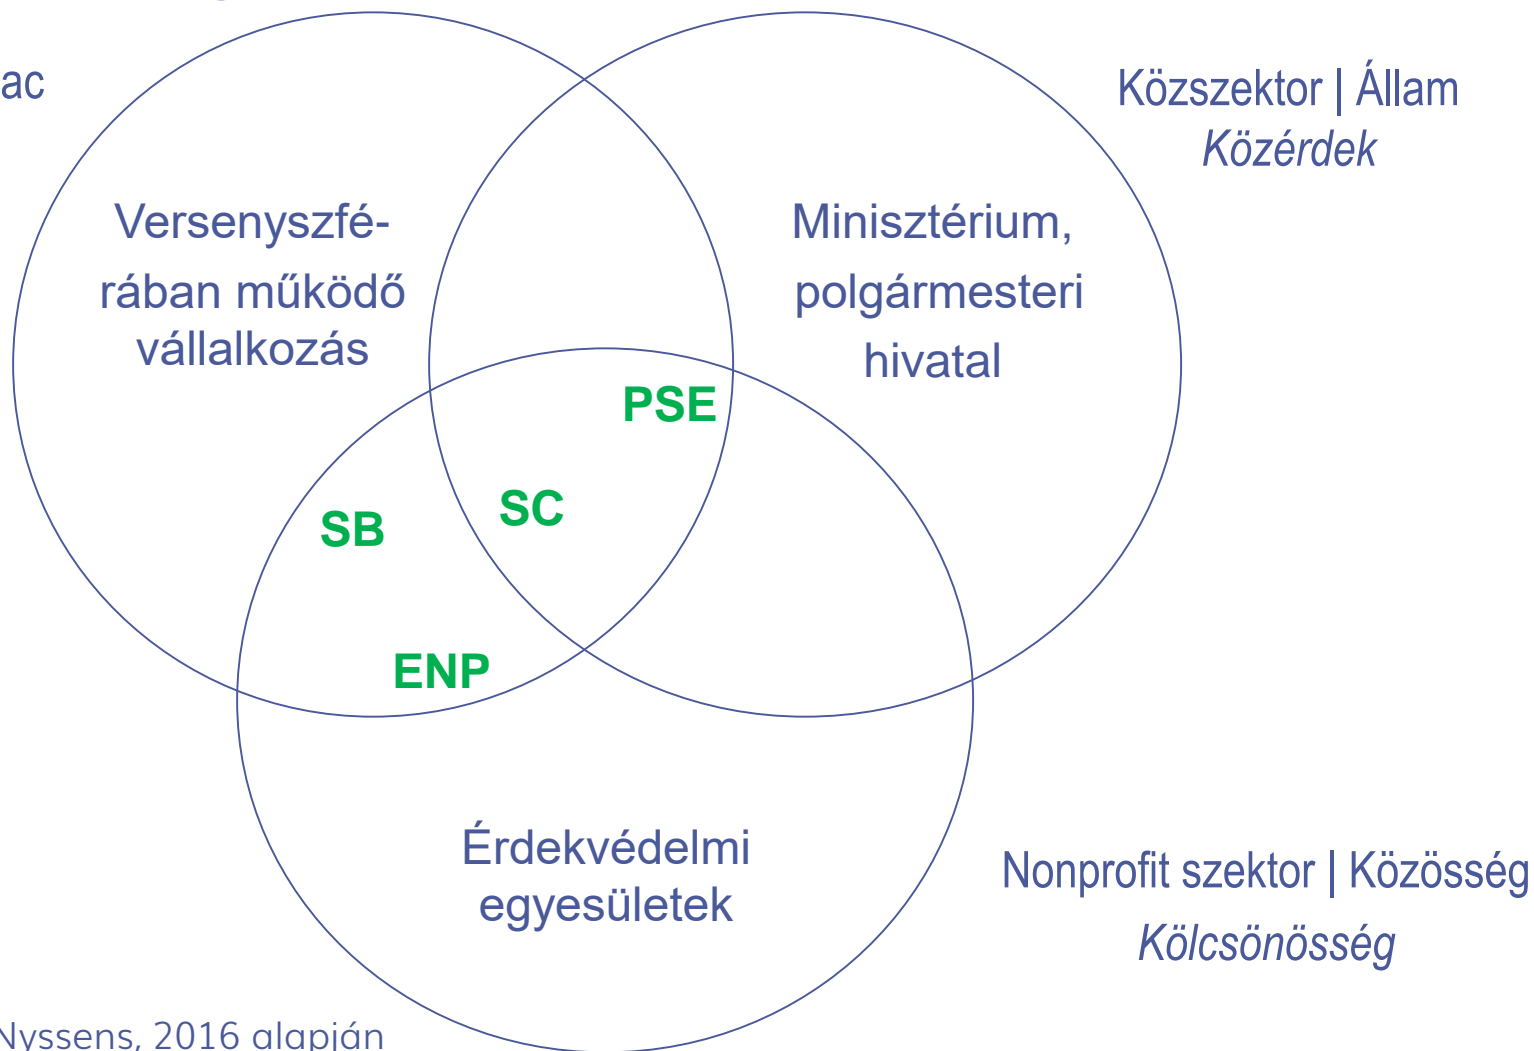 ac
Közszektor | Állam
Közérdek
Versenyszfé-
rában működő
vállalkozás
Minisztérium,
polgármesteri
hivatal
PSE
SC
SB
ENP
Érdekvédelmi
egyesületek
Nonprofit szektor | Közösség
Kölcsönösség
Nyssens, 2016 alapján